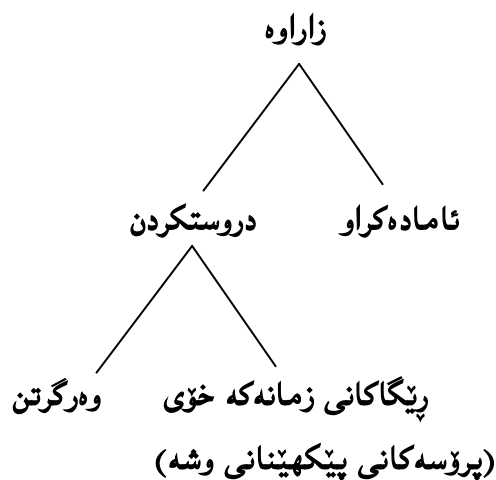 زاراوە
ئامادەکراو
دروستکردن
ڕێگاکانی زمانەکە خۆی
(پرۆسەکانی پێکهێنانی وشە)
وەرگرتن